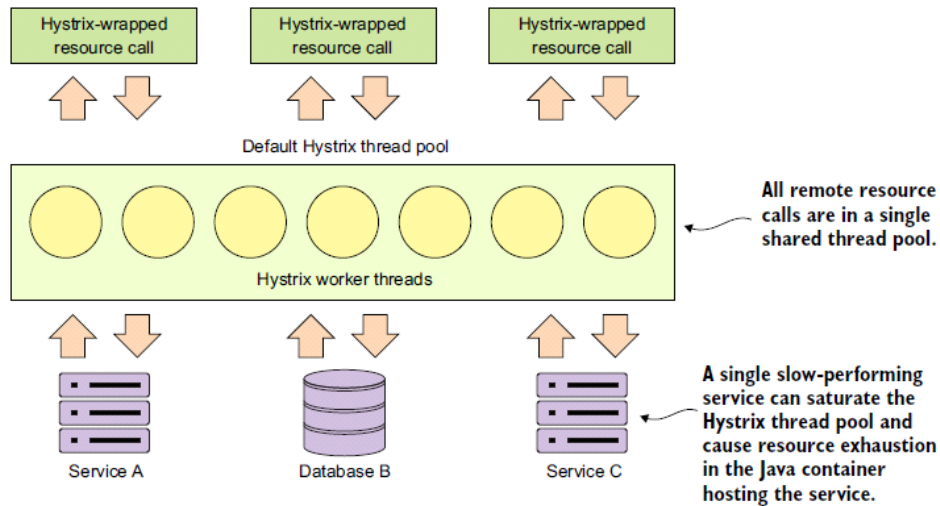 Hystrix-wrapped
resource call
Hystrix-wrapped
resource call
Hystrix-wrapped
resource call
Default Hystrix thread pool
Hystrix worker threads
All remote resource
calls are in a single
shared thread pool.
Service A
Database B
Service C
A single slow-performing
service can saturate the
Hystrix thread pool and
cause resource exhaustion
in the Java container
hosting the service.